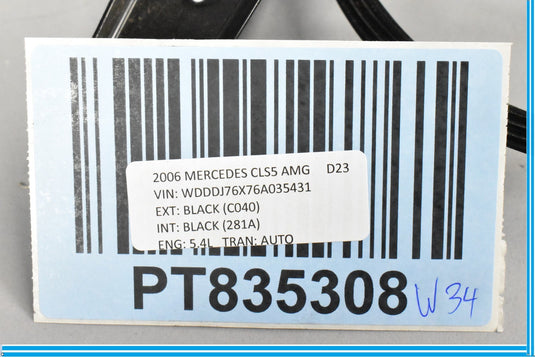 2006 MERCEDES CLS5 AMG D23
VIN: WDDDJ76X76A035431
EXT: BLACK (C040)
INT: BLACK (281A)
ENG: 5.4L TRAN: AUTO
PT835308 W34